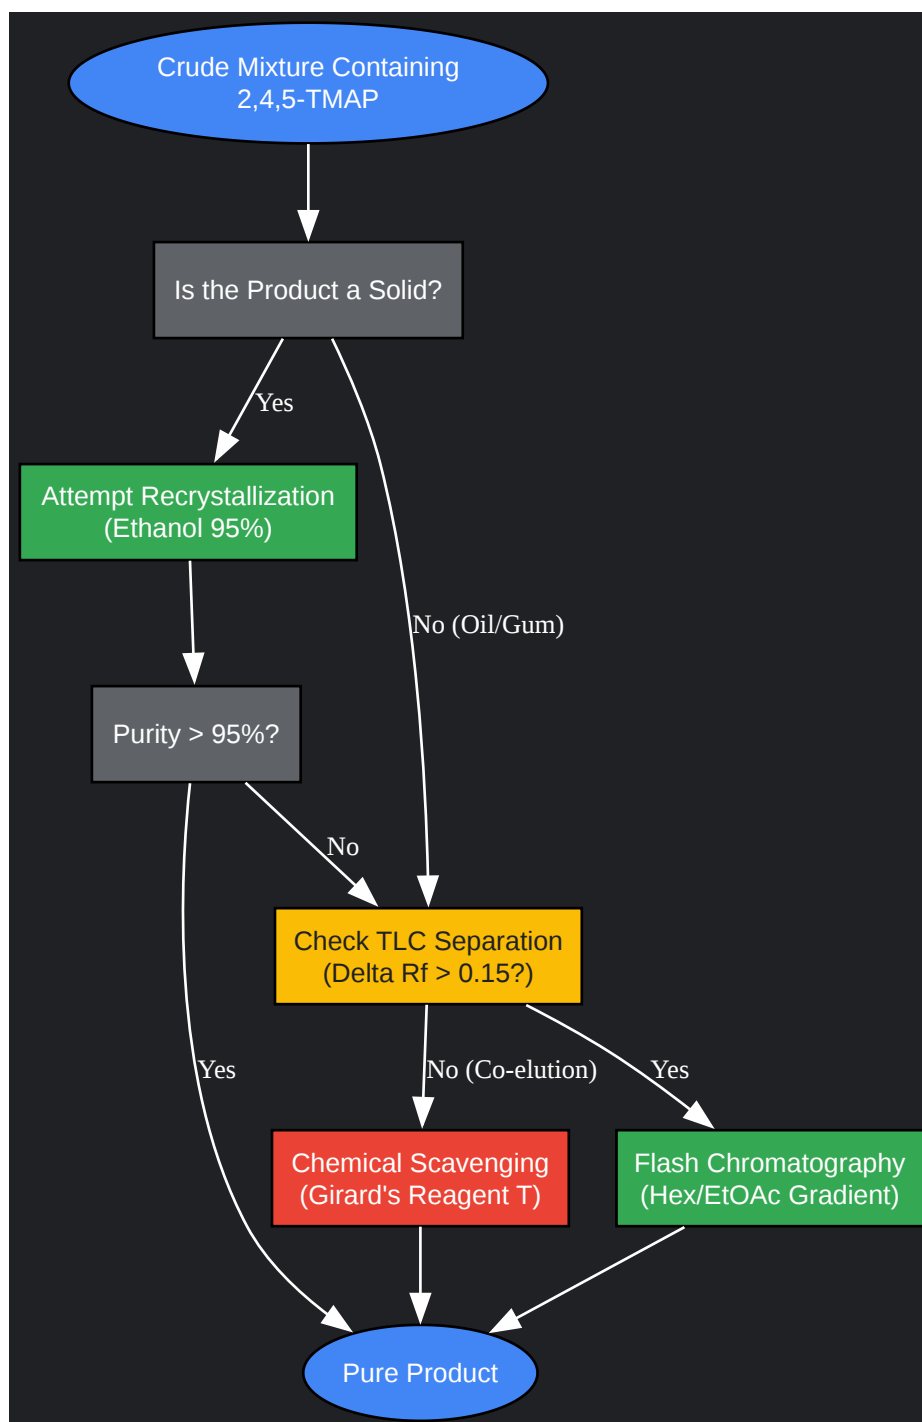 Crude Mixture Containing
2,4,5-TMAP
Is the Product a Solid?
Yes
Attempt Recrystallization
(Ethanol 95%)
No (Oil/Gum)
Purity > 95%?
No
Check TLC Separation
(Delta Rf > 0.15?)
Yes
No (Co-elution)
Yes
Chemical Scavenging
(Girard's Reagent T)
Flash Chromatography
(Hex/EtOAc Gradient)
Pure Product